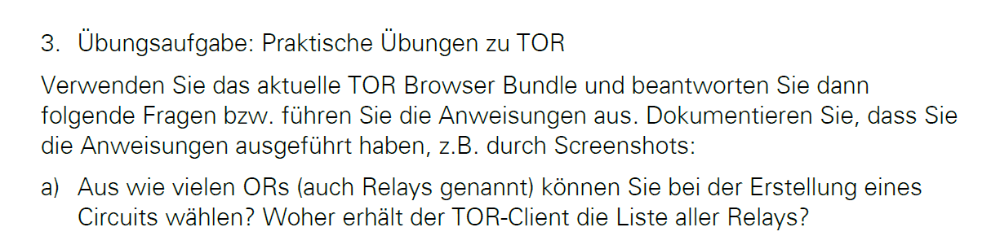 3. Übungsaufgabe: Praktische Übungen zu TOR
Verwenden Sie das aktuelle TOR Browser Bundle und beantworten Sie dann
folgende Fragen bzw. führen Sie die Anweisungen aus. Dokumentieren Sie, dass Sie
die Anweisungen ausgeführt haben, z.B. durch Screenshots:
a) Aus wie vielen ORs (auch Relays genannt) können Sie bei der Erstellung eines
Circuits wählen? Woher erhält der TOR-Client die Liste aller Relays?